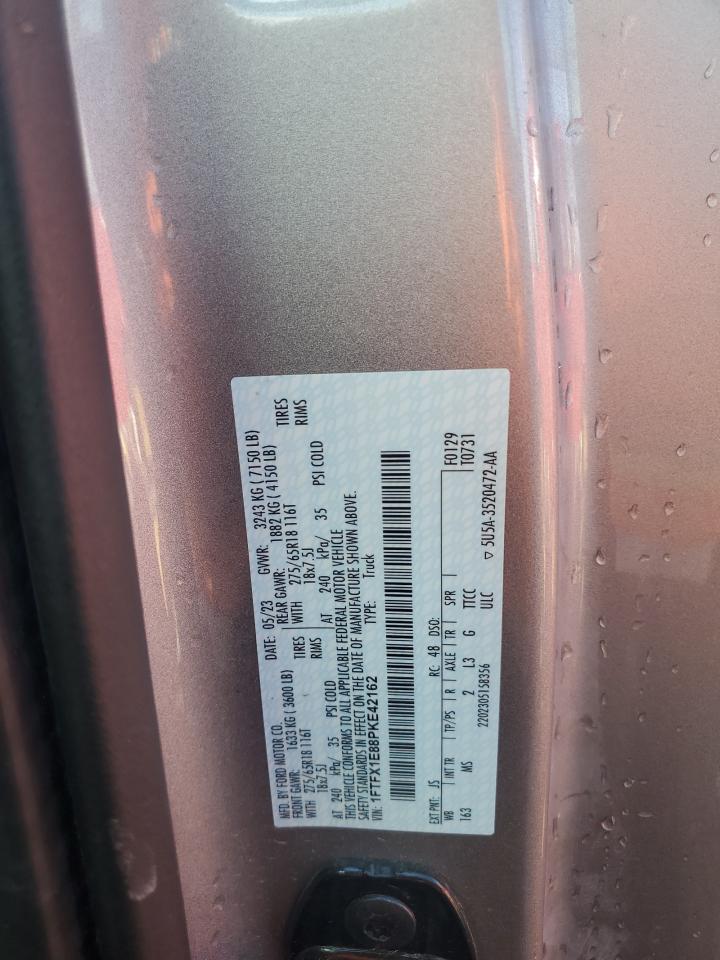 MFD. BY FORD MOTOR CO.
DATE: 05/23 GVWR: 3243 KG ( 7150 LB)
FRONT GAWR: 1633 KG ( 3600 LB) REAR GAWR: 1882 KG ( 4150 LB)
WITH 275/65R18 116T TIRES WITH 275/65R18 116T TIRES
18x7.5J RIMS 18x7.5J RIMS
AT 240 kPa/ 35 PSI COLD AT 240 kPa/ 35 PSI COLD
THIS VEHICLE CONFORMS TO ALL APPLICABLE FEDERAL MOTOR VEHICLE
SAFETY STANDARDS IN EFFECT ON THE DATE OF MANUFACTURE SHOWN ABOVE.
VIN: 1FTFX1E88PKE42162 TYPE: Truck
EXT PNT: JS RC: 48 DSO: F0129
WB INT TR TP/PS R AXLE TR SPR T0731
163 MS 2 L3 G TTCC
2202305158356 ULC ▽ 5U5A-3520472-AA